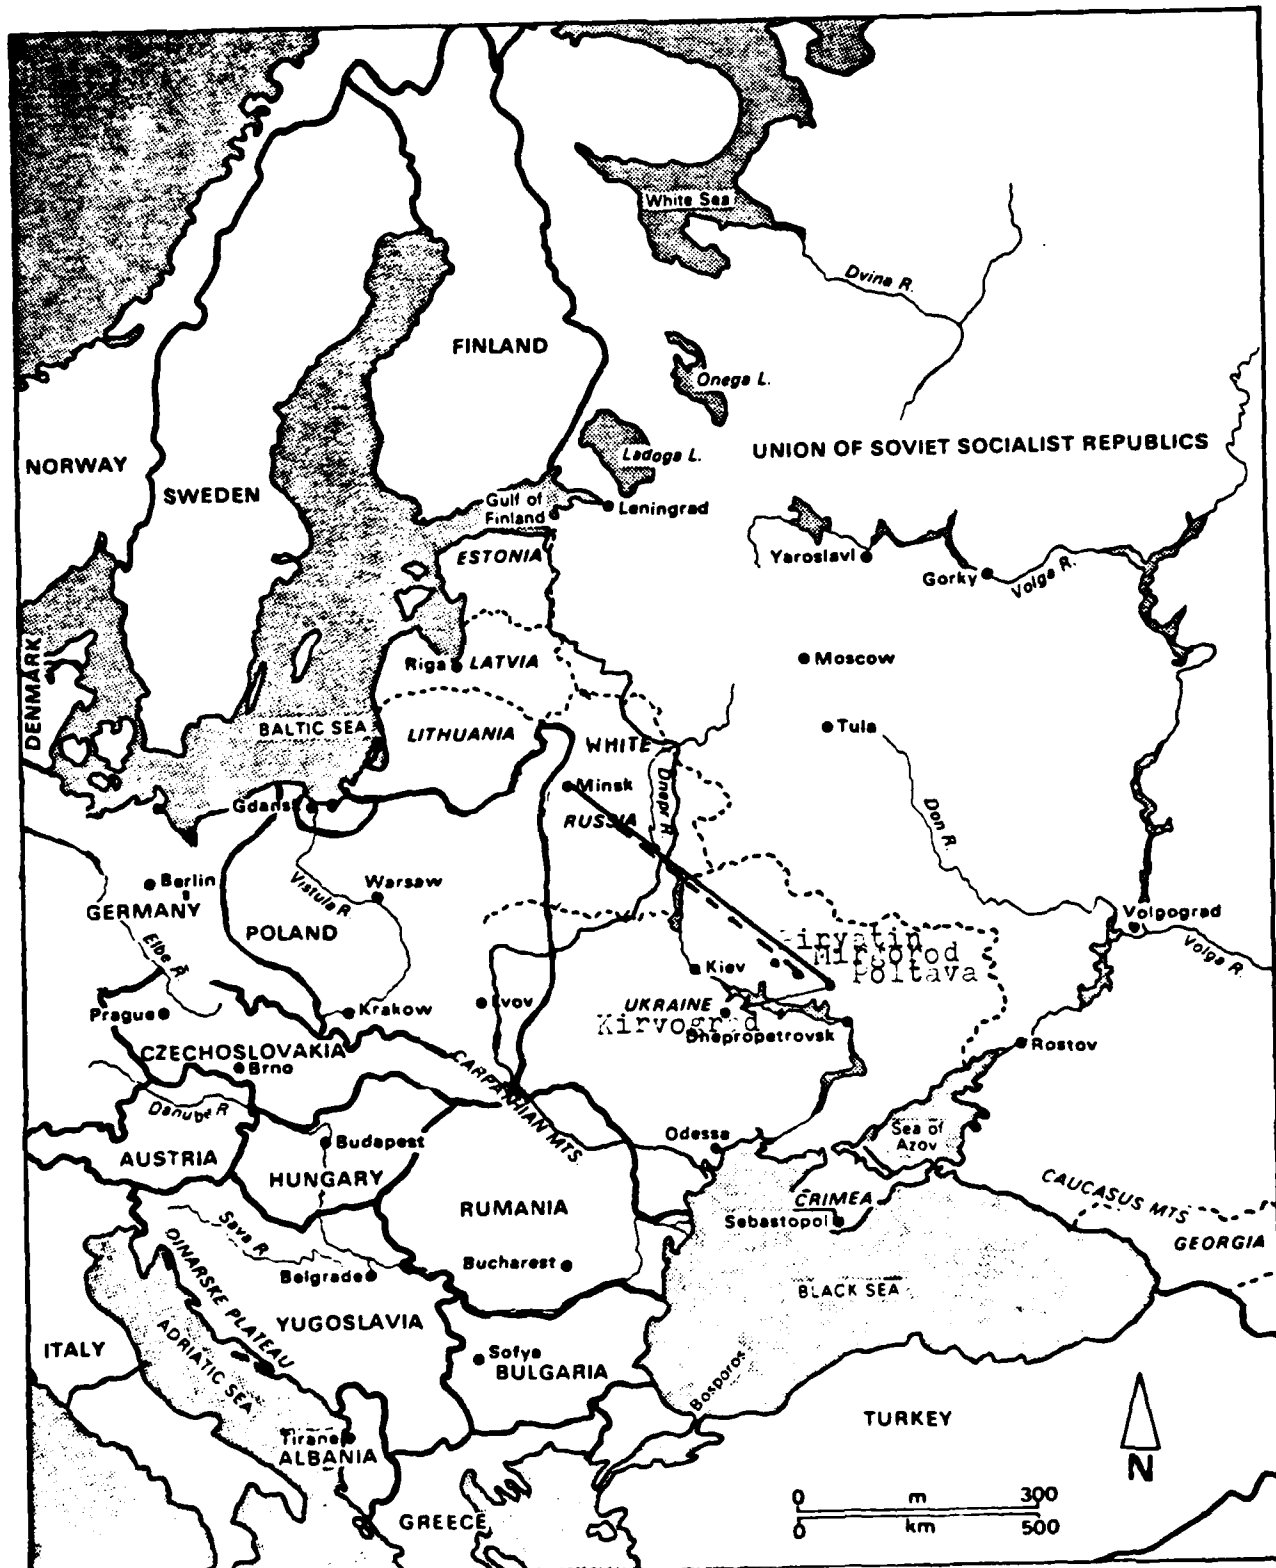 White Sea
Dvina R.
FINLAND
Onega L.
Ladoga L.
UNION OF SOVIET SOCIALIST REPUBLICS
NORWAY
SWEDEN
Gulf of
Finland
Leningrad
ESTONIA
Yaroslavl
Gorky
Volga R.
DENMARK
Riga
LATVIA
Moscow
Tula
BALTIC SEA
LITHUANIA
WHITE
RUSSIA
Minsk
Dnepr R.
Don R.
Gdansk
Berlin
GERMANY
Elbe R.
Vistula R.
Warsaw
POLAND
Volgograd
Volga R.
Piryatin
Mirgorod
Poltava
Kiev
UKRAINE
Kirvograd
Dnepropetrovsk
Lvov
Krakow
Prague
CZECHOSLOVAKIA
Brno
Rostov
CARPATHIAN MTS
Danube R
AUSTRIA
Budapest
HUNGARY
Odessa
Sea of
Azov
CRIMEA
Sebastopol
CAUCASUS MTS
GEORGIA
RUMANIA
Bucharest
Sava R.
Belgrade
DINARSKE PLATEAU
YUGOSLAVIA
BLACK SEA
ITALY
ADRIATIC SEA
Sofya
BULGARIA
Bosporos
TURKEY
Tirane
ALBANIA
GREECE
N
0 m 300
0 km 500